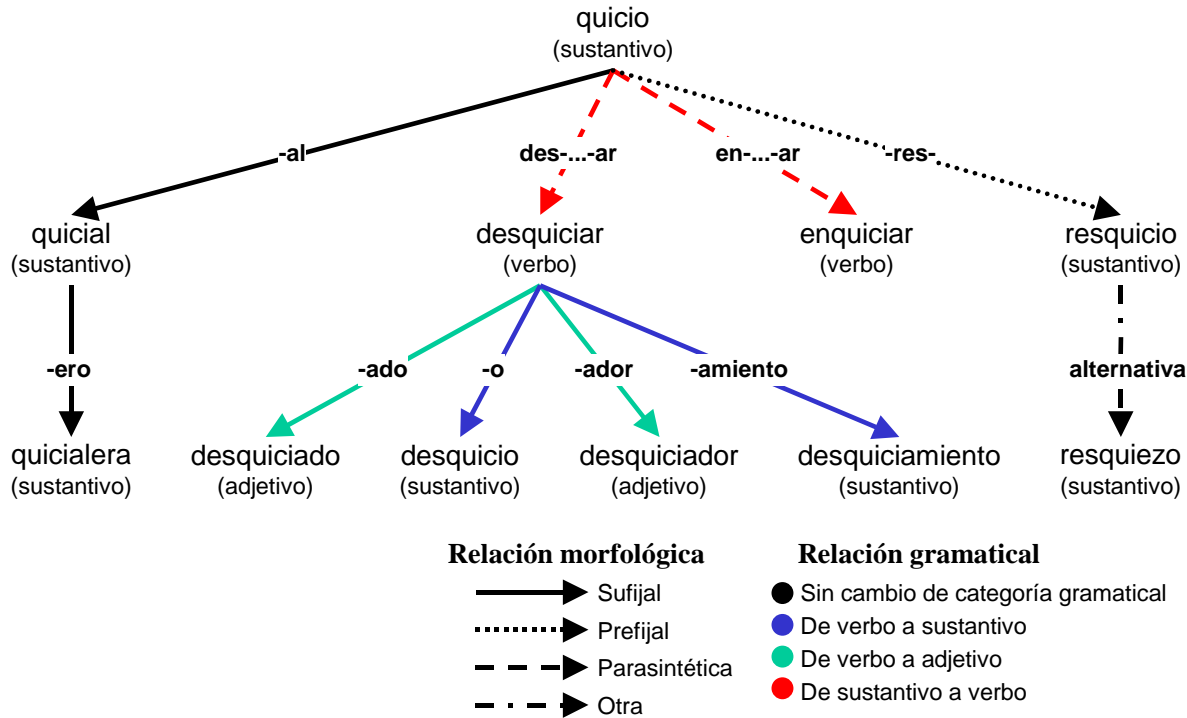 quicio
(sustantivo)
-al
des-...-ar
en-...-ar
-res-
quicial
(sustantivo)
desquiciar
(verbo)
enquiciar
(verbo)
resquicio
(sustantivo)
-ero
-ado
-o
-ador
-amiento
alternativa
quicialera
(sustantivo)
desquiciado
(adjetivo)
desquicio
(sustantivo)
desquiciador
(adjetivo)
desquiciamiento
(sustantivo)
resquiezo
(sustantivo)
Relación morfológica
Sufijal
Prefijal
Parasintética
Otra
Relación gramatical
Sin cambio de categoría gramatical
De verbo a sustantivo
De verbo a adjetivo
De sustantivo a verbo